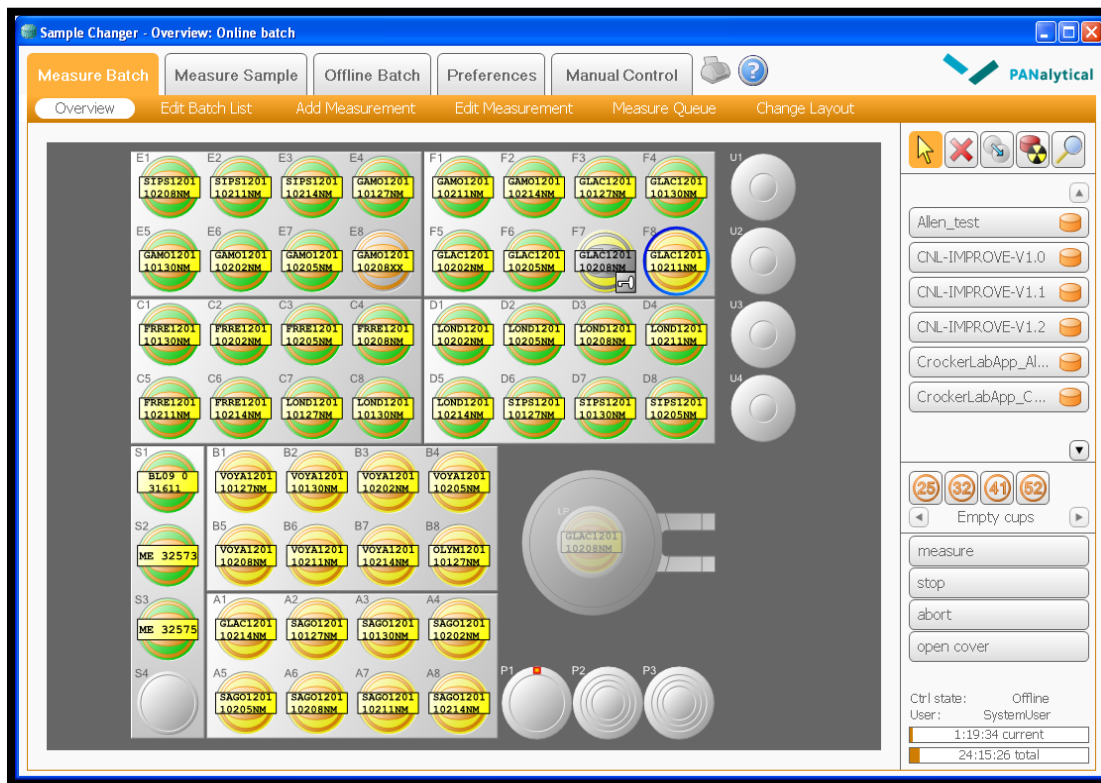 Sample Changer - Overview: Online batch
Measure Batch Measure Sample Offline Batch Preferences Manual Control ? PANalytical
Overview Edit Batch List Add Measurement Edit Measurement Measure Queue Change Layout
E1 E2 E3 E4 F1 F2 F3 F4 U1
SIPS1201 SIPS1201 SIPS1201 GAMO1201 GAMO1201 GAMO1201 GLAC1201 GLAC1201
10208NM 10211NM 10214NM 10127NM 10211NM 10214NM 10127NM 10130NM
E5 E6 E7 E8 F5 F6 F7 F8 U2
GAMO1201 GAMO1201 GAMO1201 GAMO1201 GLAC1201 GLAC1201 GLAC1201 GLAC1201
10130NM 10202NM 10205NM 10208XX 10202NM 10205NM 10208NM 10211NM
C1 C2 C3 C4 D1 D2 D3 D4 U3
FRRE1201 FRRE1201 FRRE1201 FRRE1201 LOND1201 LOND1201 LOND1201 LOND1201
10130NM 10202NM 10205NM 10208NM 10202NM 10205NM 10208NM 10211NM
C5 C6 C7 C8 D5 D6 D7 D8 U4
FRRE1201 FRRE1201 LOND1201 LOND1201 LOND1201 SIPS1201 SIPS1201 SIPS1201
10211NM 10214NM 10127NM 10130NM 10214NM 10127NM 10130NM 10205NM
S1 B1 B2 B3 B4
BL09 0 VOYA1201 VOYA1201 VOYA1201 VOYA1201
31611 10127NM 10130NM 10202NM 10205NM
S2 B5 B6 B7 B8 LP
ME 32573 VOYA1201 VOYA1201 VOYA1201 OLYM1201 GLAC1201
10208NM 10211NM 10214NM 10127NM 10208NM
S3 A1 A2 A3 A4
ME 32575 GLAC1201 SAGO1201 SAGO1201 SAGO1201
10214NM 10127NM 10130NM 10202NM
S4 A5 A6 A7 A8 P1 P2 P3
SAGO1201 SAGO1201 SAGO1201 SAGO1201
10205NM 10208NM 10211NM 10214NM
Allen_test
CNL-IMPROVE-V1.0
CNL-IMPROVE-V1.1
CNL-IMPROVE-V1.2
CrockerLabApp_Al...
CrockerLabApp_C...
25 32 41 52
Empty cups
measure
stop
abort
open cover
Ctrl state: Offline
User: SystemUser
1:19:34 current
24:15:26 total